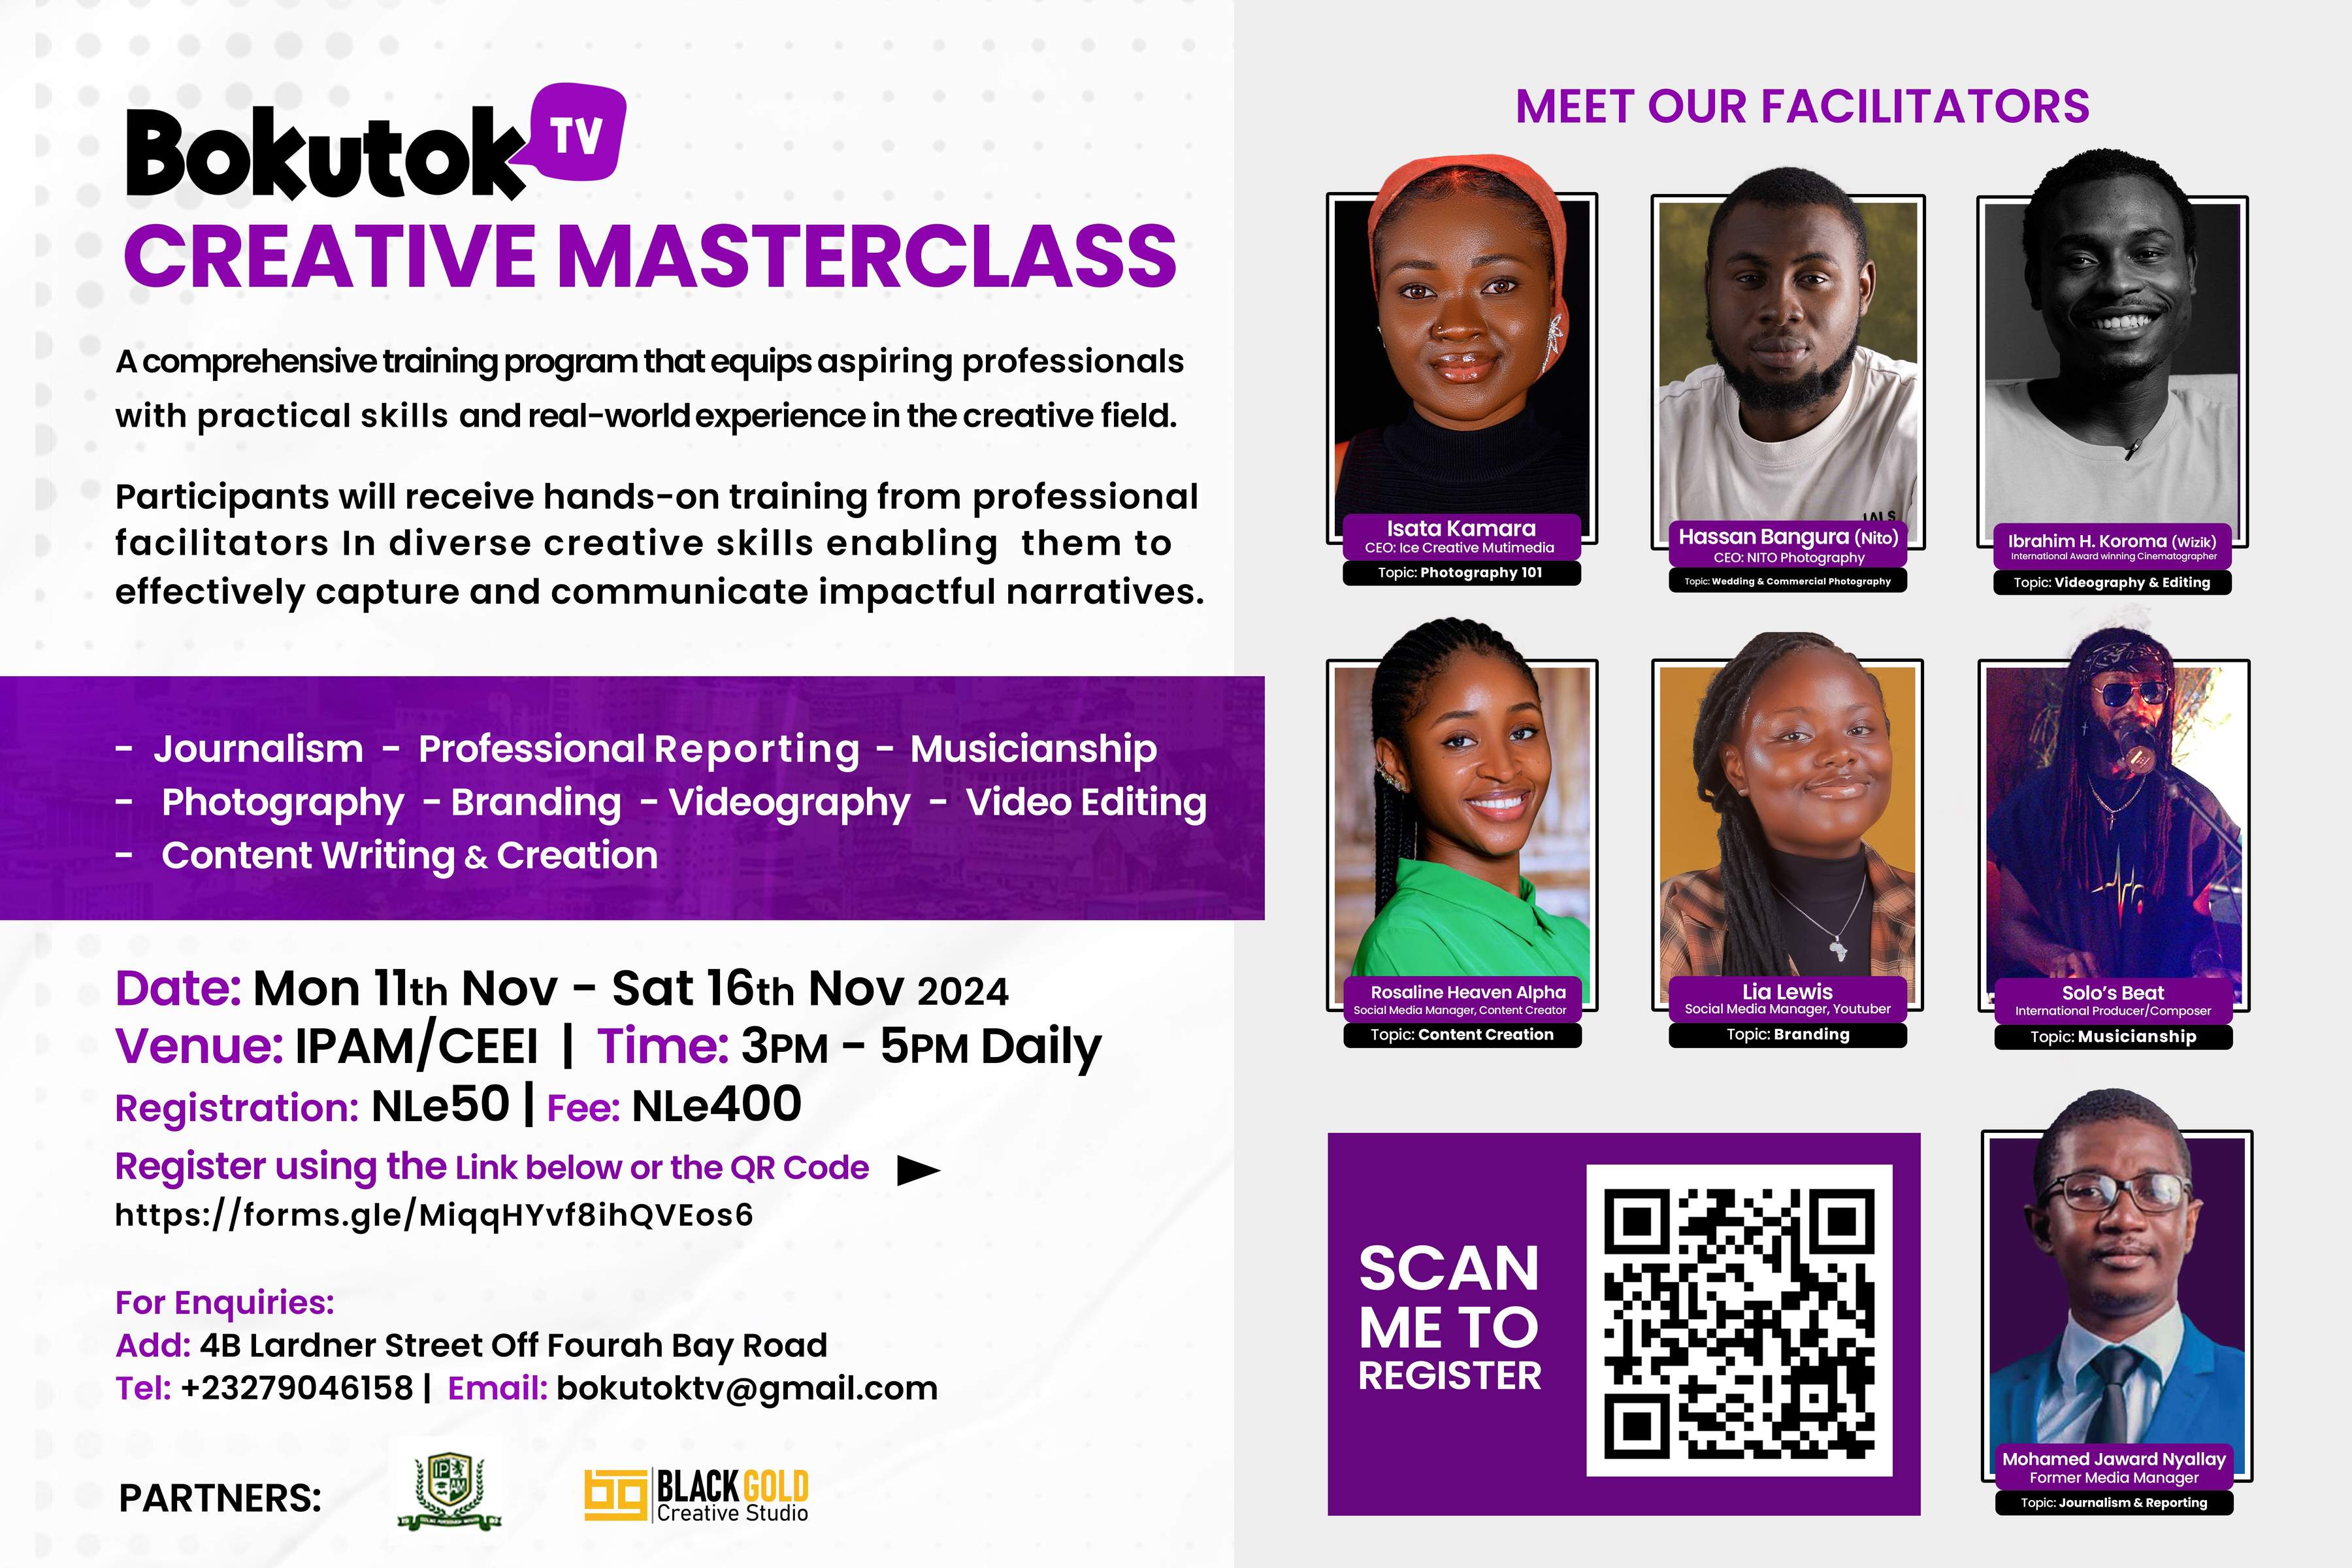 Bokutok TV
CREATIVE MASTERCLASS
A comprehensive training program that equips aspiring professionals
with practical skills and real-world experience in the creative field.
Participants will receive hands-on training from professional
facilitators In diverse creative skills enabling them to
effectively capture and communicate impactful narratives.
- Journalism - Professional Reporting - Musicianship
- Photography - Branding - Videography - Video Editing
- Content Writing & Creation
Date: Mon 11th Nov - Sat 16th Nov 2024
Venue: IPAM/CEEI | Time: 3PM - 5PM Daily
Registration: NLe50 | Fee: NLe400
Register using the Link below or the QR Code
https://forms.gle/MiqqHYvf8ihQVEos6
For Enquiries:
Add: 4B Lardner Street Off Fourah Bay Road
Tel: +23279046158 | Email: bokutoktv@gmail.com
PARTNERS:
IPAM
bg BLACK GOLD
Creative Studio
MEET OUR FACILITATORS
Isata Kamara
CEO: Ice Creative Mutimedia
Topic: Photography 101
Hassan Bangura (Nito)
CEO: NITO Photography
Topic: Wedding & Commercial Photography
Ibrahim H. Koroma (Wizik)
International Award winning Cinematographer
Topic: Videography & Editing
Rosaline Heaven Alpha
Social Media Manager, Content Creator
Topic: Content Creation
Lia Lewis
Social Media Manager, Youtuber
Topic: Branding
Solo's Beat
International Producer/Composer
Topic: Musicianship
SCAN
ME TO
REGISTER
Mohamed Jaward Nyallay
Former Media Manager
Topic: Journalism & Reporting